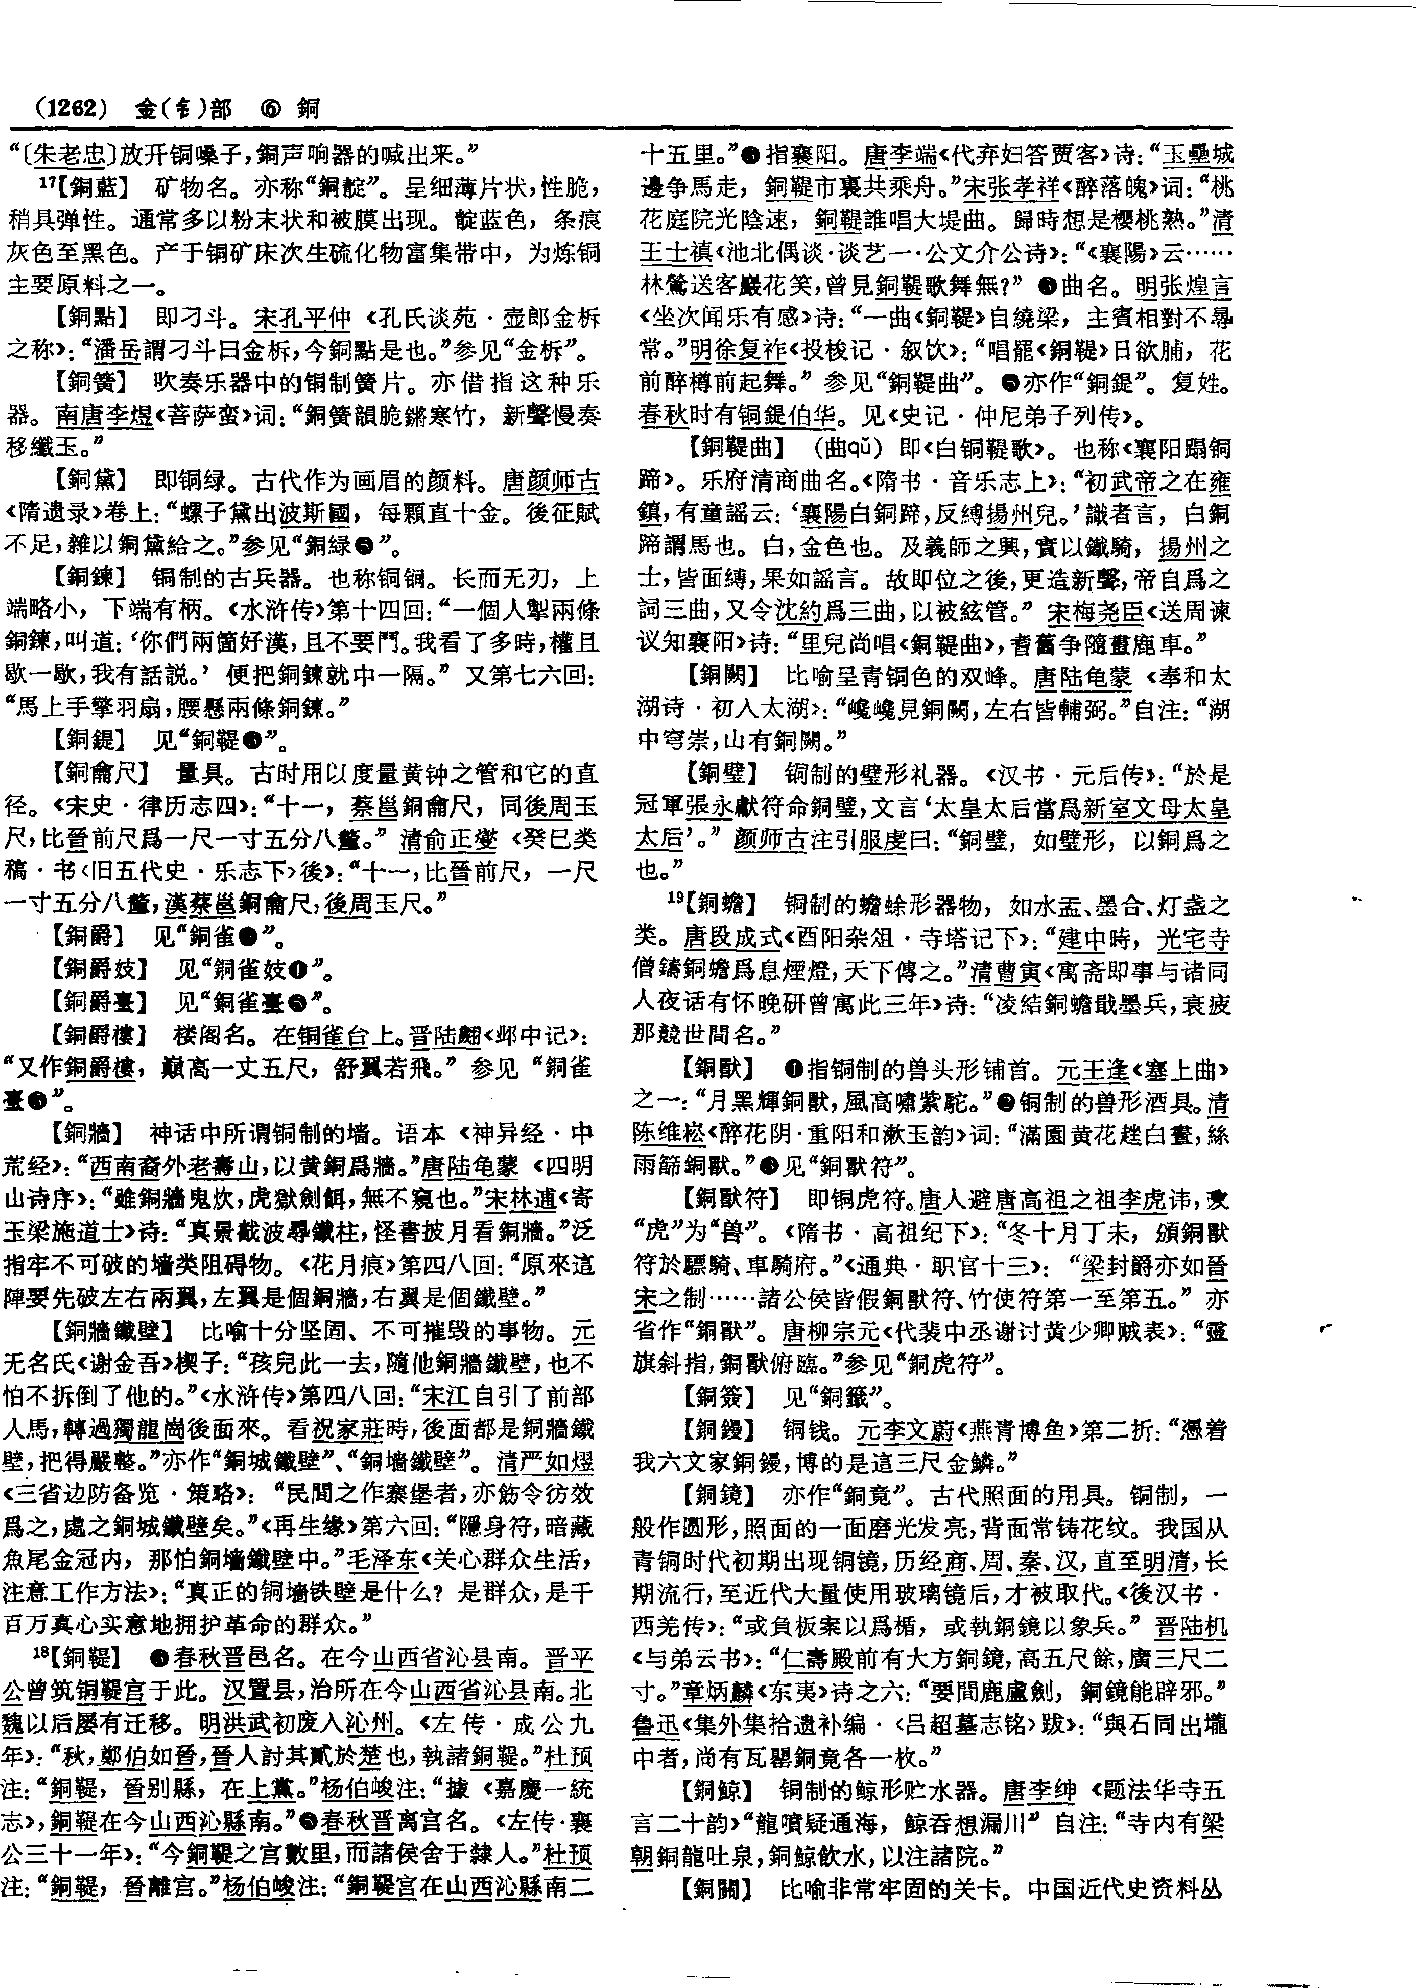 (1262) 金(钅)部 ⑥ 銅
“〔朱老忠〕放开铜嗓子，銅声响器的喊出来。”
17【銅藍】 矿物名。亦称“銅靛”。呈细薄片状，性脆，
稍具弹性。通常多以粉末状和被膜出现。靛蓝色，条痕
灰色至黑色。产于铜矿床次生硫化物富集带中，为炼铜
主要原料之一。
【銅點】 即刁斗。宋孔平仲《孔氏谈苑·壶郎金柝
之称》：“潘岳謂刁斗曰金柝，今銅點是也。”参见“金柝”。
【銅簧】 吹奏乐器中的铜制簧片。亦借指这种乐
器。南唐李煜《菩萨蛮》词：“銅簧韻脆鏘寒竹，新聲慢奏
移纖玉。”
【銅黛】 即铜绿。古代作为画眉的颜料。唐颜师古
《隋遗录》卷上：“螺子黛出波斯國，每顆直十金。後征賦
不足，雜以銅黛給之。”参见“銅緑❷”。
【銅鍊】 铜制的古兵器。也称铜锏。长而无刃，上
端略小，下端有柄。《水浒传》第十四回：“一個人掣兩條
銅鍊，叫道：‘你們兩箇好漢，且不要鬥。我看了多時，權且
歇一歇，我有話説。’便把銅鍊就中一隔。”又第七六回：
“馬上手擎羽扇，腰懸兩條銅鍊。”
【銅鍉】 见“銅鞮❺”。
【銅龠尺】 量具。古时用以度量黄钟之管和它的直
径。《宋史·律历志四》：“十一，蔡邕銅龠尺，同後周玉
尺，比晉前尺爲一尺一寸五分八釐。”清俞正燮《癸巳类
稿·书〈旧五代史·乐志下〉後》：“十一，比晉前尺，一尺
一寸五分八釐，漢蔡邕銅龠尺，後周玉尺。”
【銅爵】 见“銅雀❶”。
【銅爵妓】 见“銅雀妓❶”。
【銅爵臺】 见“銅雀臺❶”。
【銅爵樓】 楼阁名。在铜雀台上。晋陆翽《邺中记》：
“又作銅爵樓，巔高一丈五尺，舒翼若飛。”参见“銅雀
臺❶”。
【銅牆】 神话中所谓铜制的墙。语本《神异经·中
荒经》：“西南裔外老壽山，以黄銅爲牆。”唐陆龟蒙《四明
山诗序》：“雖銅牆鬼炊，虎獄劍餌，無不窺也。”宋林逋《寄
玉梁施道士》诗：“真景截波尋鐵柱，怪書披月看銅牆。”泛
指牢不可破的墙类阻碍物。《花月痕》第四八回：“原來這
陣要先破左右兩翼，左翼是個銅牆，右翼是個鐵壁。”
【銅牆鐵壁】 比喻十分坚固、不可摧毁的事物。元
无名氏《谢金吾》楔子：“孩兒此一去，隨他銅牆鐵壁，也不
怕不拆倒了他的。”《水浒传》第四八回：“宋江自引了前部
人馬，轉過獨龍崗後面來。看祝家莊時，後面都是銅牆鐵
壁，把得嚴整。”亦作“銅城鐵壁”、“銅墻鐵壁”。清严如熤
《三省边防备览·策略》：“民間之作寨堡者，亦飭令彷效
爲之，處之銅城鐵壁矣。”《再生缘》第六回：“隱身符，暗藏
魚尾金冠内，那怕銅墻鐵壁中。”毛泽东《关心群众生活，
注意工作方法》：“真正的铜墙铁壁是什么？是群众，是千
百万真心实意地拥护革命的群众。”
18【銅鞮】 ❶春秋晋邑名。在今山西省沁县南。晋平
公曾筑铜鞮宫于此。汉置县，治所在今山西省沁县南。北
魏以后屡有迁移。明洪武初废入沁州。《左传·成公九
年》：“秋，鄭伯如晉，晉人討其貳於楚也，執諸銅鞮。”杜预
注：“銅鞮，晉别縣，在上黨。”杨伯峻注：“據《嘉慶一統
志》，銅鞮在今山西沁縣南。”❷春秋晋离宫名。《左传·襄
公三十一年》：“今銅鞮之宫數里，而諸侯舍于隸人。”杜预
注：“銅鞮，晉離宫。”杨伯峻注：“銅鞮宫在山西沁縣南二
十五里。”❸指襄阳。唐李端《代弃妇答贾客》诗：“玉壘城
邊争馬走，銅鞮市裏共乘舟。”宋张孝祥《醉落魄》词：“桃
花庭院光陰速，銅鞮誰唱大堤曲。歸時想是櫻桃熟。”清
王士禛《池北偶谈·谈艺一·公文介公诗》：“《襄陽》云……
林鶯送客巖花笑，曾見銅鞮歌舞無？”❹曲名。明张煌言
《坐次闻乐有感》诗：“一曲《銅鞮》自繞梁，主賓相對不尋
常。”明徐复祚《投梭记·叙饮》：“唱罷《銅鞮》日欲脯，花
前醉樽前起舞。”参见“銅鞮曲”。❺亦作“銅鍉”。复姓。
春秋时有铜鍉伯华。见《史记·仲尼弟子列传》。
【銅鞮曲】 （曲qǔ）即《白铜鞮歌》。也称《襄阳蹋铜
蹄》。乐府清商曲名。《隋书·音乐志上》：“初武帝之在雍
鎮，有童謡云：‘襄陽白銅蹄，反縛揚州兒。’識者言，白銅
蹄謂馬也。白，金色也。及義師之興，實以鐵騎，揚州之
士，皆面縛，果如謡言。故即位之後，更造新聲，帝自爲之
詞三曲，又令沈約爲三曲，以被絃管。”宋梅尧臣《送周谏
议知襄阳》诗：“里兒尚唱《銅鞮曲》，耆舊争隨畫鹿車。”
【銅闕】 比喻呈青铜色的双峰。唐陆龟蒙《奉和太
湖诗·初入太湖》：“巉巉見銅闕，左右皆輔弼。”自注：“湖
中穹崇，山有銅闕。”
【銅璧】 铜制的璧形礼器。《汉书·元后传》：“於是
冠軍張永獻符命銅璧，文言‘太皇太后當爲新室文母太皇
太后’。”颜师古注引服虔曰：“銅璧，如璧形，以銅爲之
也。”
19【銅蟾】 铜制的蟾蜍形器物，如水盂、墨合、灯盏之
类。唐段成式《酉阳杂俎·寺塔记下》：“建中時，光宅寺
僧鑄銅蟾爲息煙燈，天下傳之。”清曹寅《寓斋即事与诸同
人夜话有怀晚研曾寓此三年》诗：“凌結銅蟾戢墨兵，衰疲
那競世間名。”
【銅獸】 ❶指铜制的兽头形铺首。元王逢《塞上曲》
之一：“月黑輝銅獸，風高嘯紫駝。”❷铜制的兽形酒具。清
陈维崧《醉花阴·重阳和漱玉韵》词：“滿園黄花趖白晝，絲
雨篩銅獸。”❸见“銅獸符”。
【銅獸符】 即铜虎符。唐人避唐高祖之祖李虎讳，改
“虎”为“兽”。《隋书·高祖纪下》：“冬十月丁未，頒銅獸
符於驃騎、車騎府。”《通典·职官十三》：“梁封爵亦如晉
宋之制……諸公侯皆假銅獸符、竹使符第一至第五。”亦
省作“銅獸”。唐柳宗元《代裴中丞谢讨黄少卿贼表》：“靈
旗斜指，銅獸俯臨。”参见“銅虎符”。
【銅簽】 见“銅籤”。
【銅鏝】 铜钱。元李文蔚《燕青博鱼》第二折：“憑着
我六文家銅鏝，博的是這三尺金鱗。”
【銅鏡】 亦作“銅竟”。古代照面的用具。铜制，一
般作圆形，照面的一面磨光发亮，背面常铸花纹。我国从
青铜时代初期出现铜镜，历经商、周、秦、汉，直至明清，长
期流行，至近代大量使用玻璃镜后，才被取代。《後汉书·
西羌传》：“或負板案以爲楯，或執銅鏡以象兵。”晋陆机
《与弟云书》：“仁壽殿前有大方銅鏡，高五尺餘，廣三尺二
寸。”章炳麟《东夷》诗之六：“要間鹿盧劍，銅鏡能辟邪。”
鲁迅《集外集拾遗补编·〈吕超墓志铭〉跋》：“與石同出壠
中者，尚有瓦罌銅竟各一枚。”
【銅鯨】 铜制的鲸形贮水器。唐李绅《题法华寺五
言二十韵》“龍噴疑通海，鯨吞想漏川”自注：“寺内有梁
朝銅龍吐泉，銅鯨飲水，以注諸院。”
【銅關】 比喻非常牢固的关卡。中国近代史资料丛